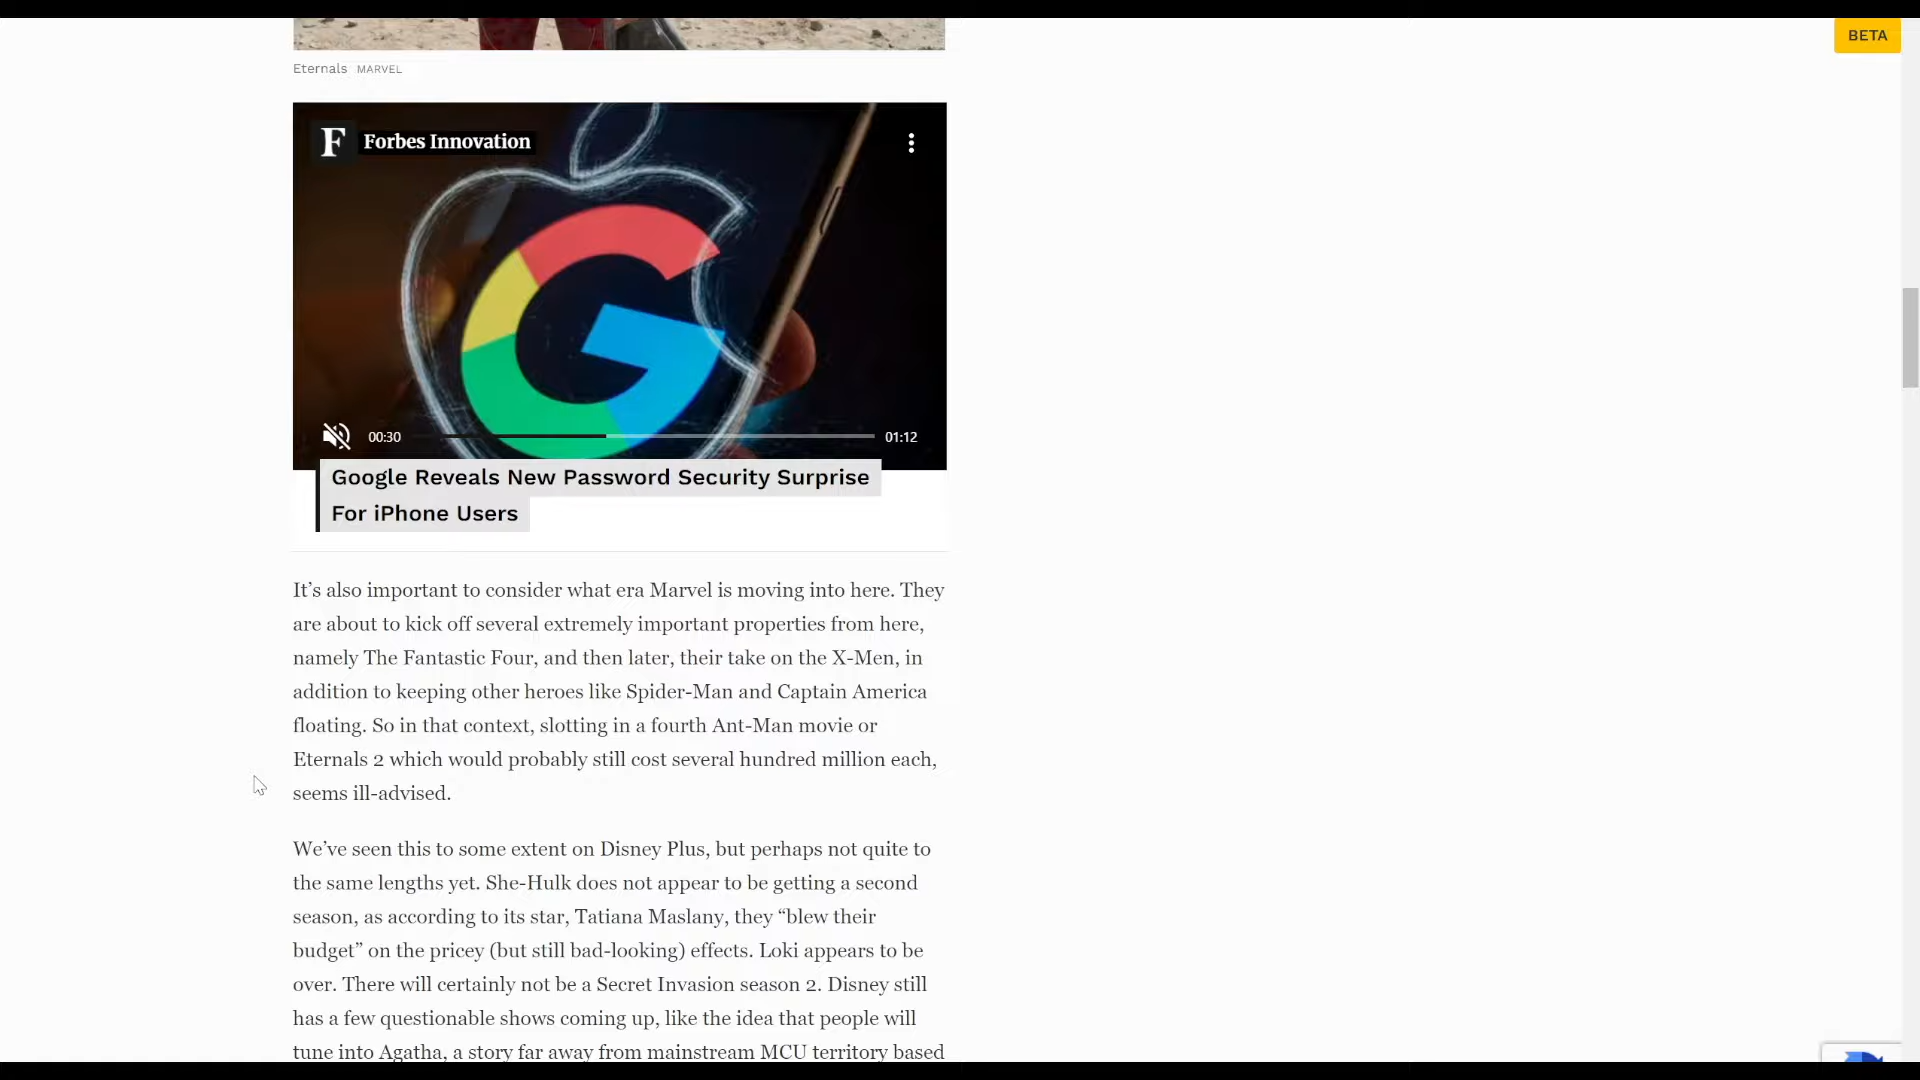 BETA
Eternals MARVEL
F Forbes Innovation
00:30 01:12
Google Reveals New Password Security Surprise
For iPhone Users
It’s also important to consider what era Marvel is moving into here. They
are about to kick off several extremely important properties from here,
namely The Fantastic Four, and then later, their take on the X-Men, in
addition to keeping other heroes like Spider-Man and Captain America
floating. So in that context, slotting in a fourth Ant-Man movie or
Eternals 2 which would probably still cost several hundred million each,
seems ill-advised.
We’ve seen this to some extent on Disney Plus, but perhaps not quite to
the same lengths yet. She-Hulk does not appear to be getting a second
season, as according to its star, Tatiana Maslany, they “blew their
budget” on the pricey (but still bad-looking) effects. Loki appears to be
over. There will certainly not be a Secret Invasion season 2. Disney still
has a few questionable shows coming up, like the idea that people will
tune into Agatha, a story far away from mainstream MCU territory based